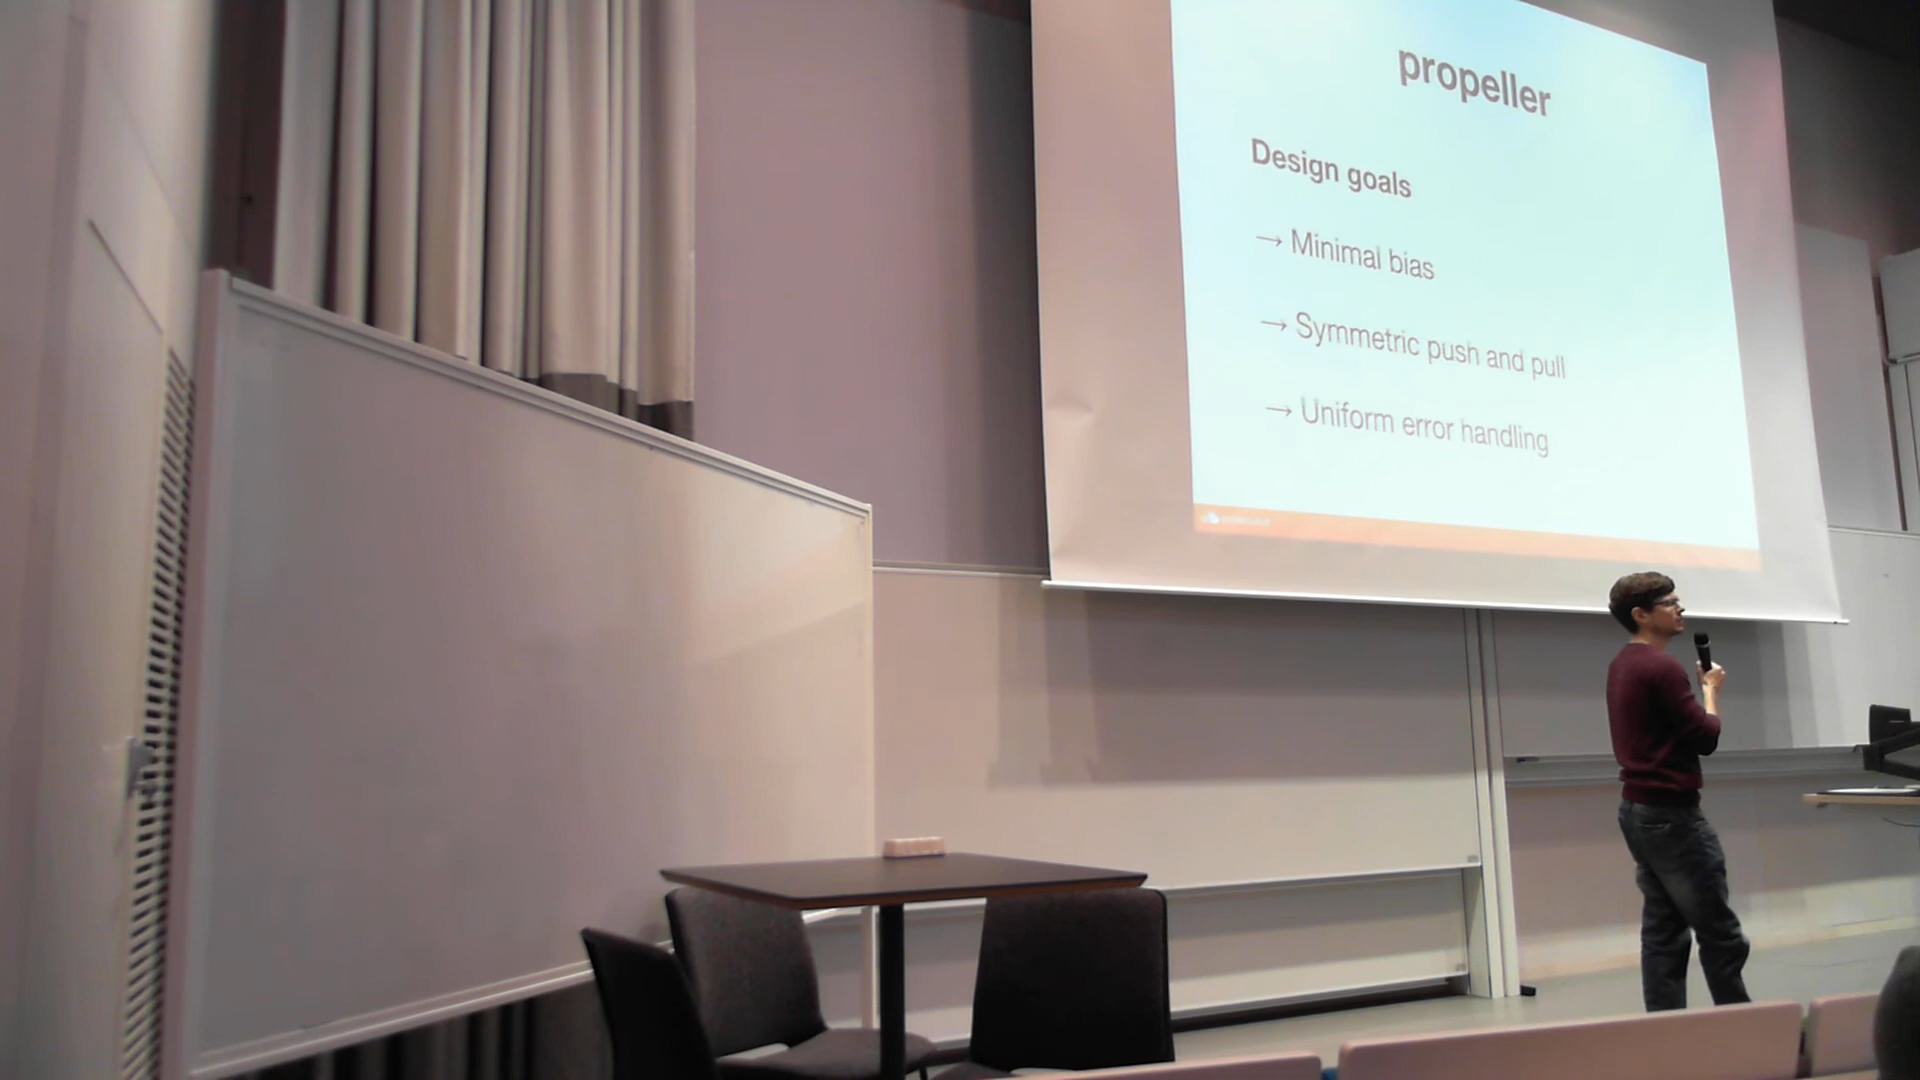 propeller
Design goals
→ Minimal bias
→ Symmetric push and pull
→ Uniform error handling